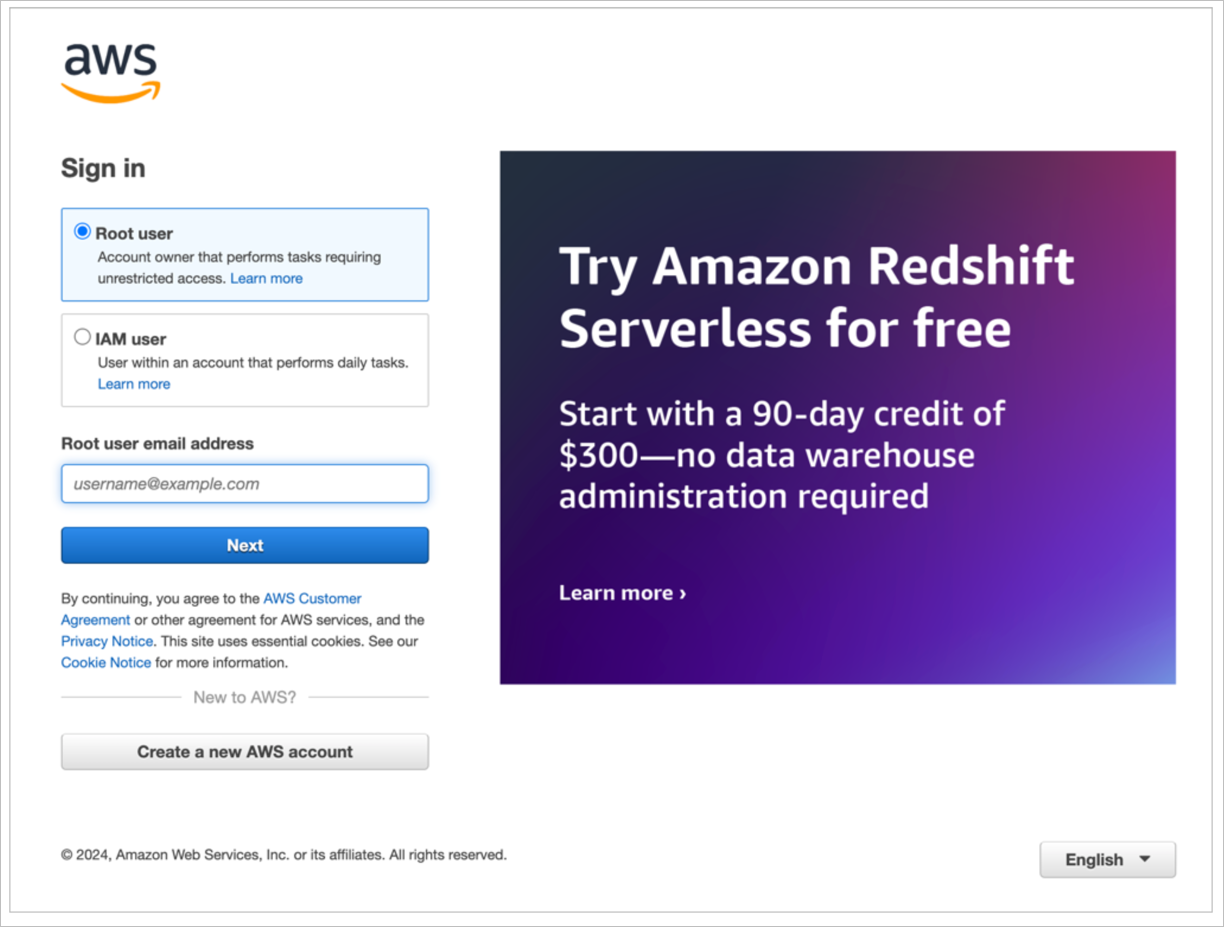 aws
Sign in
Root user
Account owner that performs tasks requiring
unrestricted access. Learn more
IAM user
User within an account that performs daily tasks.
Learn more
Root user email address
username@example.com
Next
By continuing, you agree to the AWS Customer
Agreement or other agreement for AWS services, and the
Privacy Notice. This site uses essential cookies. See our
Cookie Notice for more information.
New to AWS?
Create a new AWS account
Try Amazon Redshift
Serverless for free
Start with a 90-day credit of
$300—no data warehouse
administration required
Learn more ›
© 2024, Amazon Web Services, Inc. or its affiliates. All rights reserved.
English